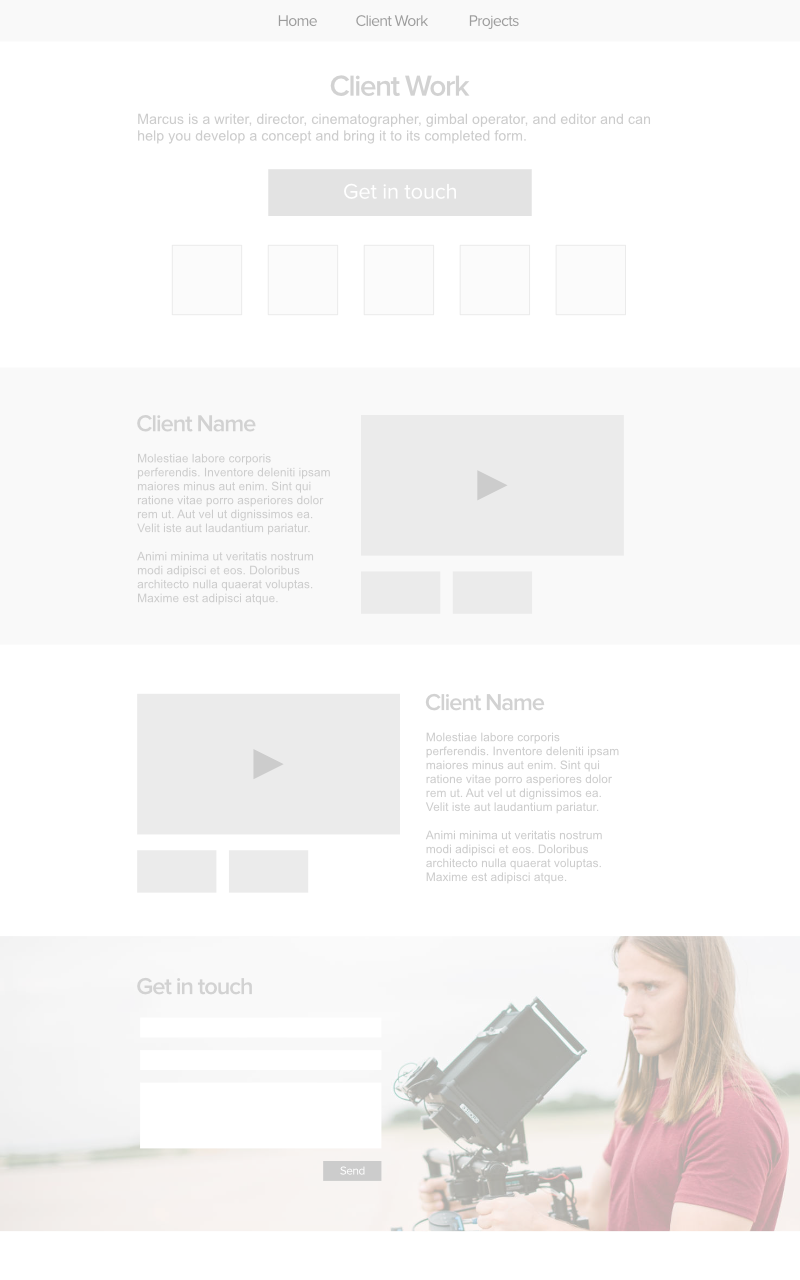 Home Client Work Projects
Client Work
Marcus is a writer, director, cinematographer, gimbal operator, and editor and can
help you develop a concept and bring it to its completed form.
Get in touch
Client Name
Molestiae labore corporis
perferendis. Inventore deleniti ipsam
maiores minus aut enim. Sint qui
ratione vitae porro asperiores dolor
rem ut. Aut vel ut dignissimos ea.
Velit iste aut laudantium pariatur.
Animi minima ut veritatis nostrum
modi adipisci et eos. Doloribus
architecto nulla quaerat voluptas.
Maxime est adipisci atque.
Client Name
Molestiae labore corporis
perferendis. Inventore deleniti ipsam
maiores minus aut enim. Sint qui
ratione vitae porro asperiores dolor
rem ut. Aut vel ut dignissimos ea.
Velit iste aut laudantium pariatur.
Animi minima ut veritatis nostrum
modi adipisci et eos. Doloribus
architecto nulla quaerat voluptas.
Maxime est adipisci atque.
Get in touch
Send